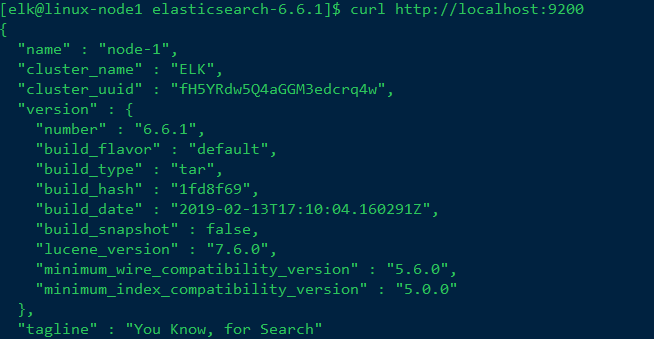 [elk@linux-node1 elasticsearch-6.6.1]$ curl http://localhost:9200
{
  "name" : "node-1",
  "cluster_name" : "ELK",
  "cluster_uuid" : "fH5YRdw5Q4aGGM3edcrq4w",
  "version" : {
    "number" : "6.6.1",
    "build_flavor" : "default",
    "build_type" : "tar",
    "build_hash" : "1fd8f69",
    "build_date" : "2019-02-13T17:10:04.160291Z",
    "build_snapshot" : false,
    "lucene_version" : "7.6.0",
    "minimum_wire_compatibility_version" : "5.6.0",
    "minimum_index_compatibility_version" : "5.0.0"
  },
  "tagline" : "You Know, for Search"